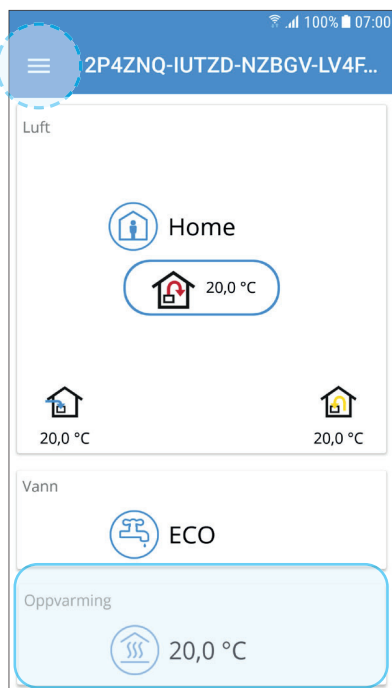 100% 07:00
2P4ZNQ-IUTZD-NZBGV-LV4F...
Luft
Home
20,0 °C
20,0 °C
20,0 °C
Vann
ECO
Oppvarming
20,0 °C